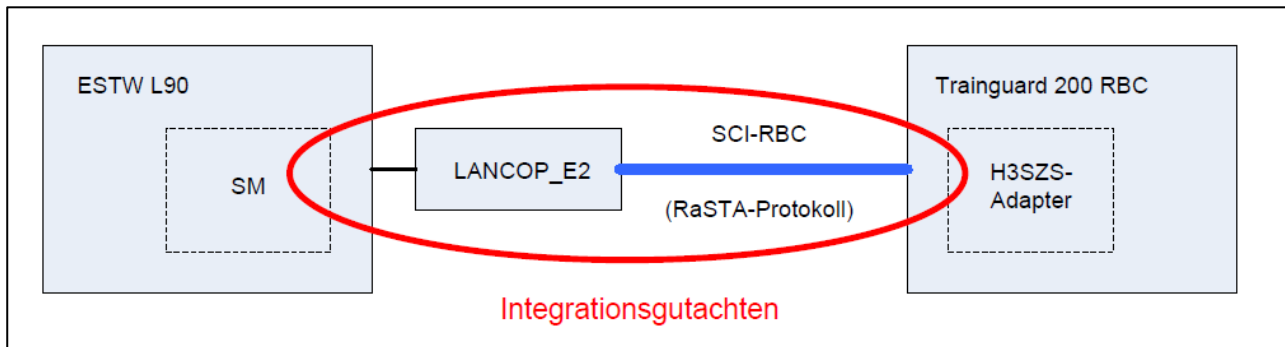 ESTW L90
SM
LANCOP_E2
SCI-RBC
(RaSTA-Protokoll)
Trainguard 200 RBC
H3SZS-
Adapter
Integrationsgutachten